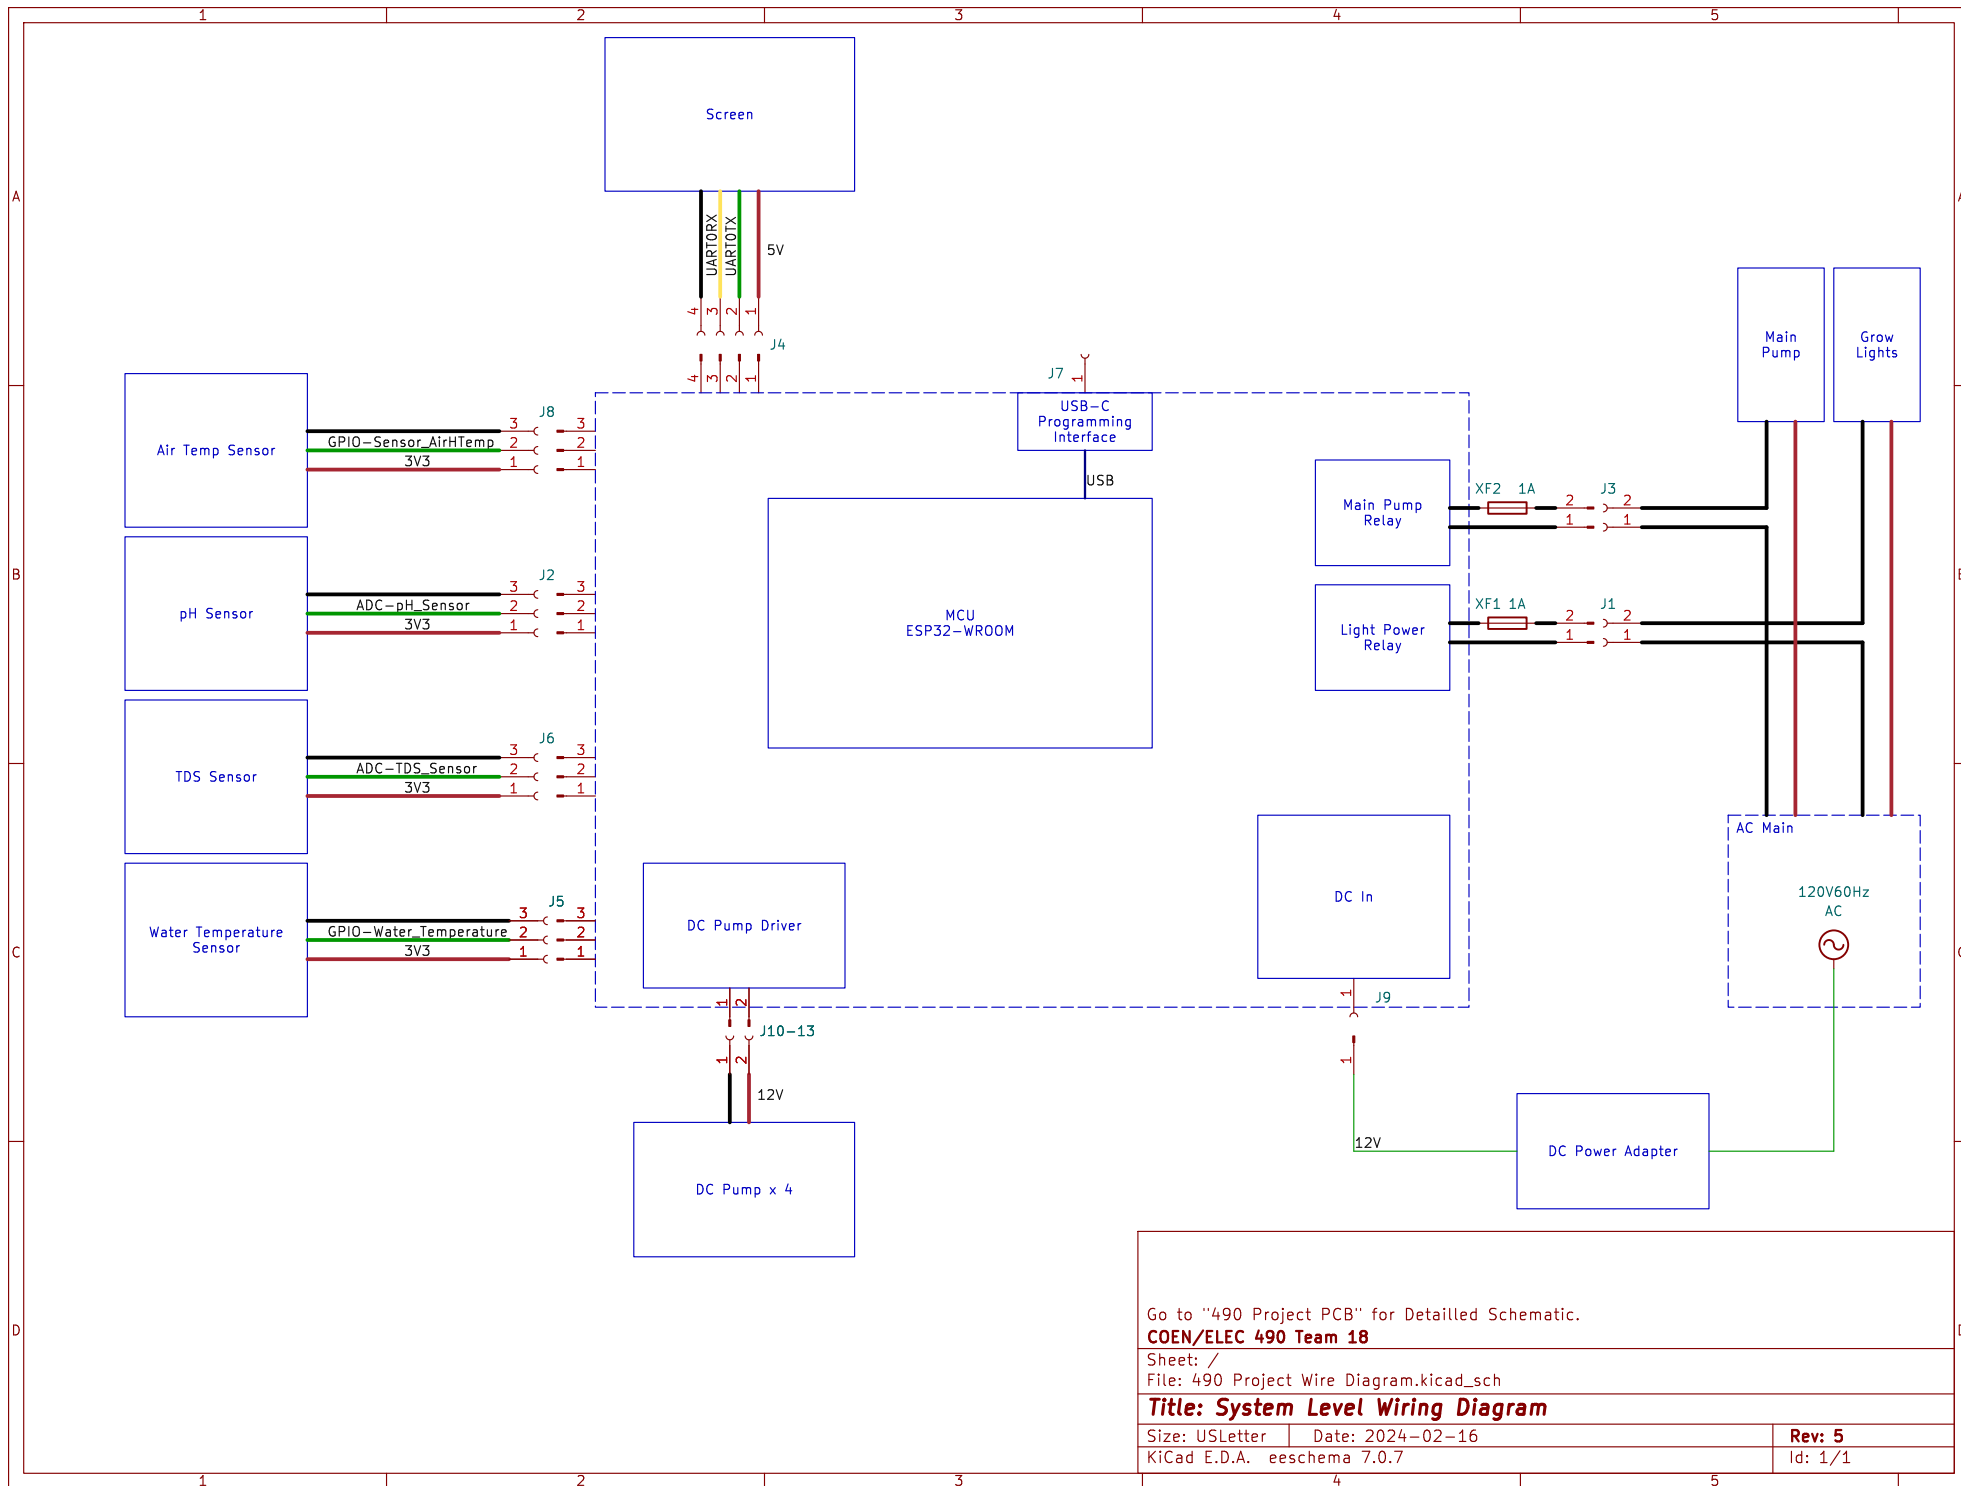 1 2 3 4 5
Screen
A
A
UART0RX
UART0TX
5V
4 3 2 1
J4
4 3 2 1
J7
1
USB-C
Programming
Interface
USB
Main
Pump
Grow
Lights
Air Temp Sensor
J8
3 3
GPIO-Sensor_AirHTemp 2 2
3V3 1 1
B
pH Sensor
J2
3 3
ADC-pH_Sensor 2 2
3V3 1 1
MCU
ESP32-WROOM
Main Pump
Relay
XF2 1A
J3
2 2
1 1
Light Power
Relay
XF1 1A
J1
2 2
1 1
TDS Sensor
J6
3 3
ADC-TDS_Sensor 2 2
3V3 1 1
AC Main
120V60Hz
AC
C
Water Temperature
Sensor
J5
3 3
GPIO-Water_Temperature 2 2
3V3 1 1
DC Pump Driver
DC In
1 2
J10-13
1 2
12V
1
J9
1
12V
DC Power Adapter
DC Pump x 4
D
Go to "490 Project PCB" for Detailled Schematic.
COEN/ELEC 490 Team 18
Sheet: /
File: 490 Project Wire Diagram.kicad_sch
Title: System Level Wiring Diagram
Size: USLetter Date: 2024-02-16 Rev: 5
KiCad E.D.A. eeschema 7.0.7 Id: 1/1
1 2 3 4 5